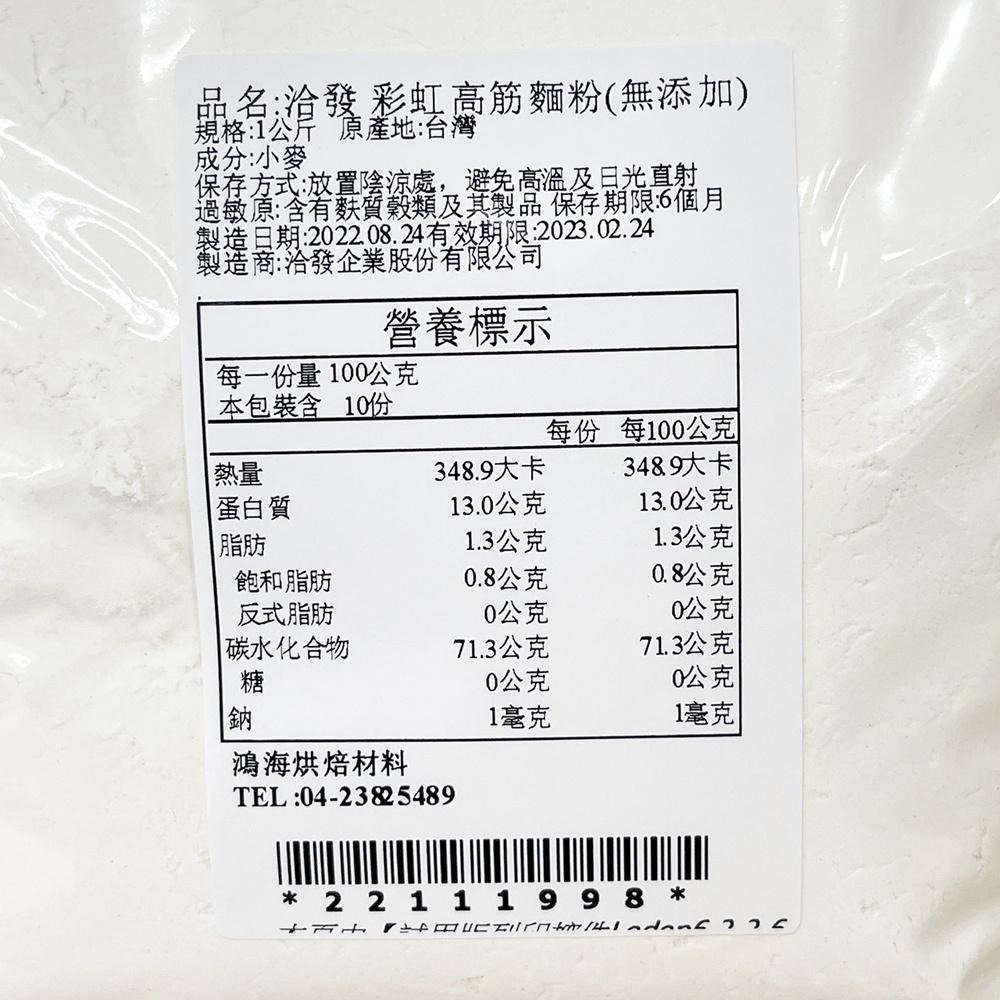 品名:洽發 彩虹高筋麵粉(無添加)
規格:1公斤 原產地:台灣
成分:小麥
保存方式:放置陰涼處，避免高溫及日光直射
過敏原:含有麩質穀類及其製品 保存期限:6個月
製造日期:2022.08.24有效期限:2023.02.24
製造商:洽發企業股份有限公司
營養標示
每一份量 100公克
本包裝含 10份
每份 每100公克
熱量 348.9大卡 348.9大卡
蛋白質 13.0公克 13.0公克
脂肪 1.3公克 1.3公克
飽和脂肪 0.8公克 0.8公克
反式脂肪 0公克 0公克
碳水化合物 71.3公克 71.3公克
糖 0公克 0公克
鈉 1毫克 1毫克
鴻海烘焙材料
TEL:04-23825489
*22111998*